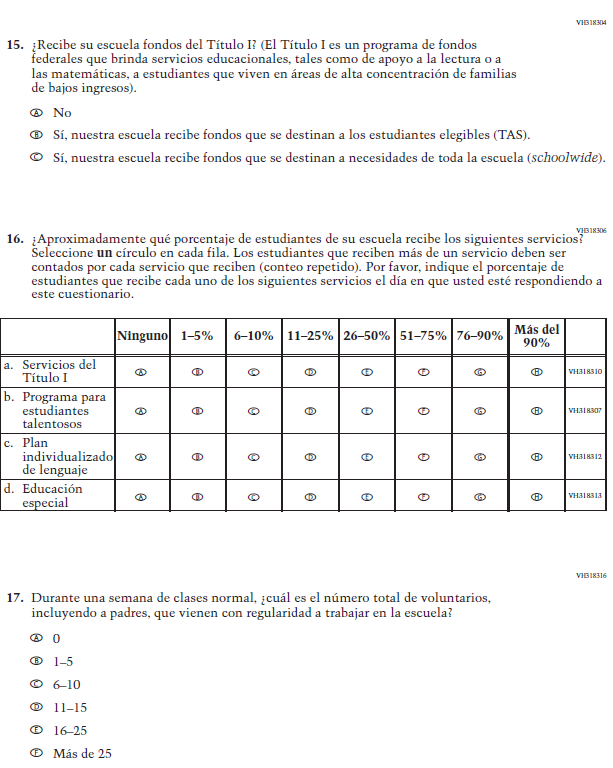 VH318304
15. ¿Recibe su escuela fondos del Título I? (El Título I es un programa de fondos
federales que brinda servicios educacionales, tales como de apoyo a la lectura o a
las matemáticas, a estudiantes que viven en áreas de alta concentración de familias
de bajos ingresos).
A No
B Sí, nuestra escuela recibe fondos que se destinan a los estudiantes elegibles (TAS).
C Sí, nuestra escuela recibe fondos que se destinan a necesidades de toda la escuela (schoolwide).
VH318306
16. ¿Aproximadamente qué porcentaje de estudiantes de su escuela recibe los siguientes servicios?
Seleccione un círculo en cada fila. Los estudiantes que reciben más de un servicio deben ser
contados por cada servicio que reciben (conteo repetido). Por favor, indique el porcentaje de
estudiantes que recibe cada uno de los siguientes servicios el día en que usted esté respondiendo a
este cuestionario.
Ninguno 1–5% 6–10% 11–25% 26–50% 51–75% 76–90% Más del
90%
a. Servicios del
Título I A B C D E F G H VH318310
b. Programa para
estudiantes A B C D E F G H VH318307
talentosos
c. Plan
individualizado A B C D E F G H VH318312
de lenguaje
d. Educación
especial A B C D E F G H VH318313
VH318316
17. Durante una semana de clases normal, ¿cuál es el número total de voluntarios,
incluyendo a padres, que vienen con regularidad a trabajar en la escuela?
A 0
B 1–5
C 6–10
D 11–15
E 16–25
F Más de 25